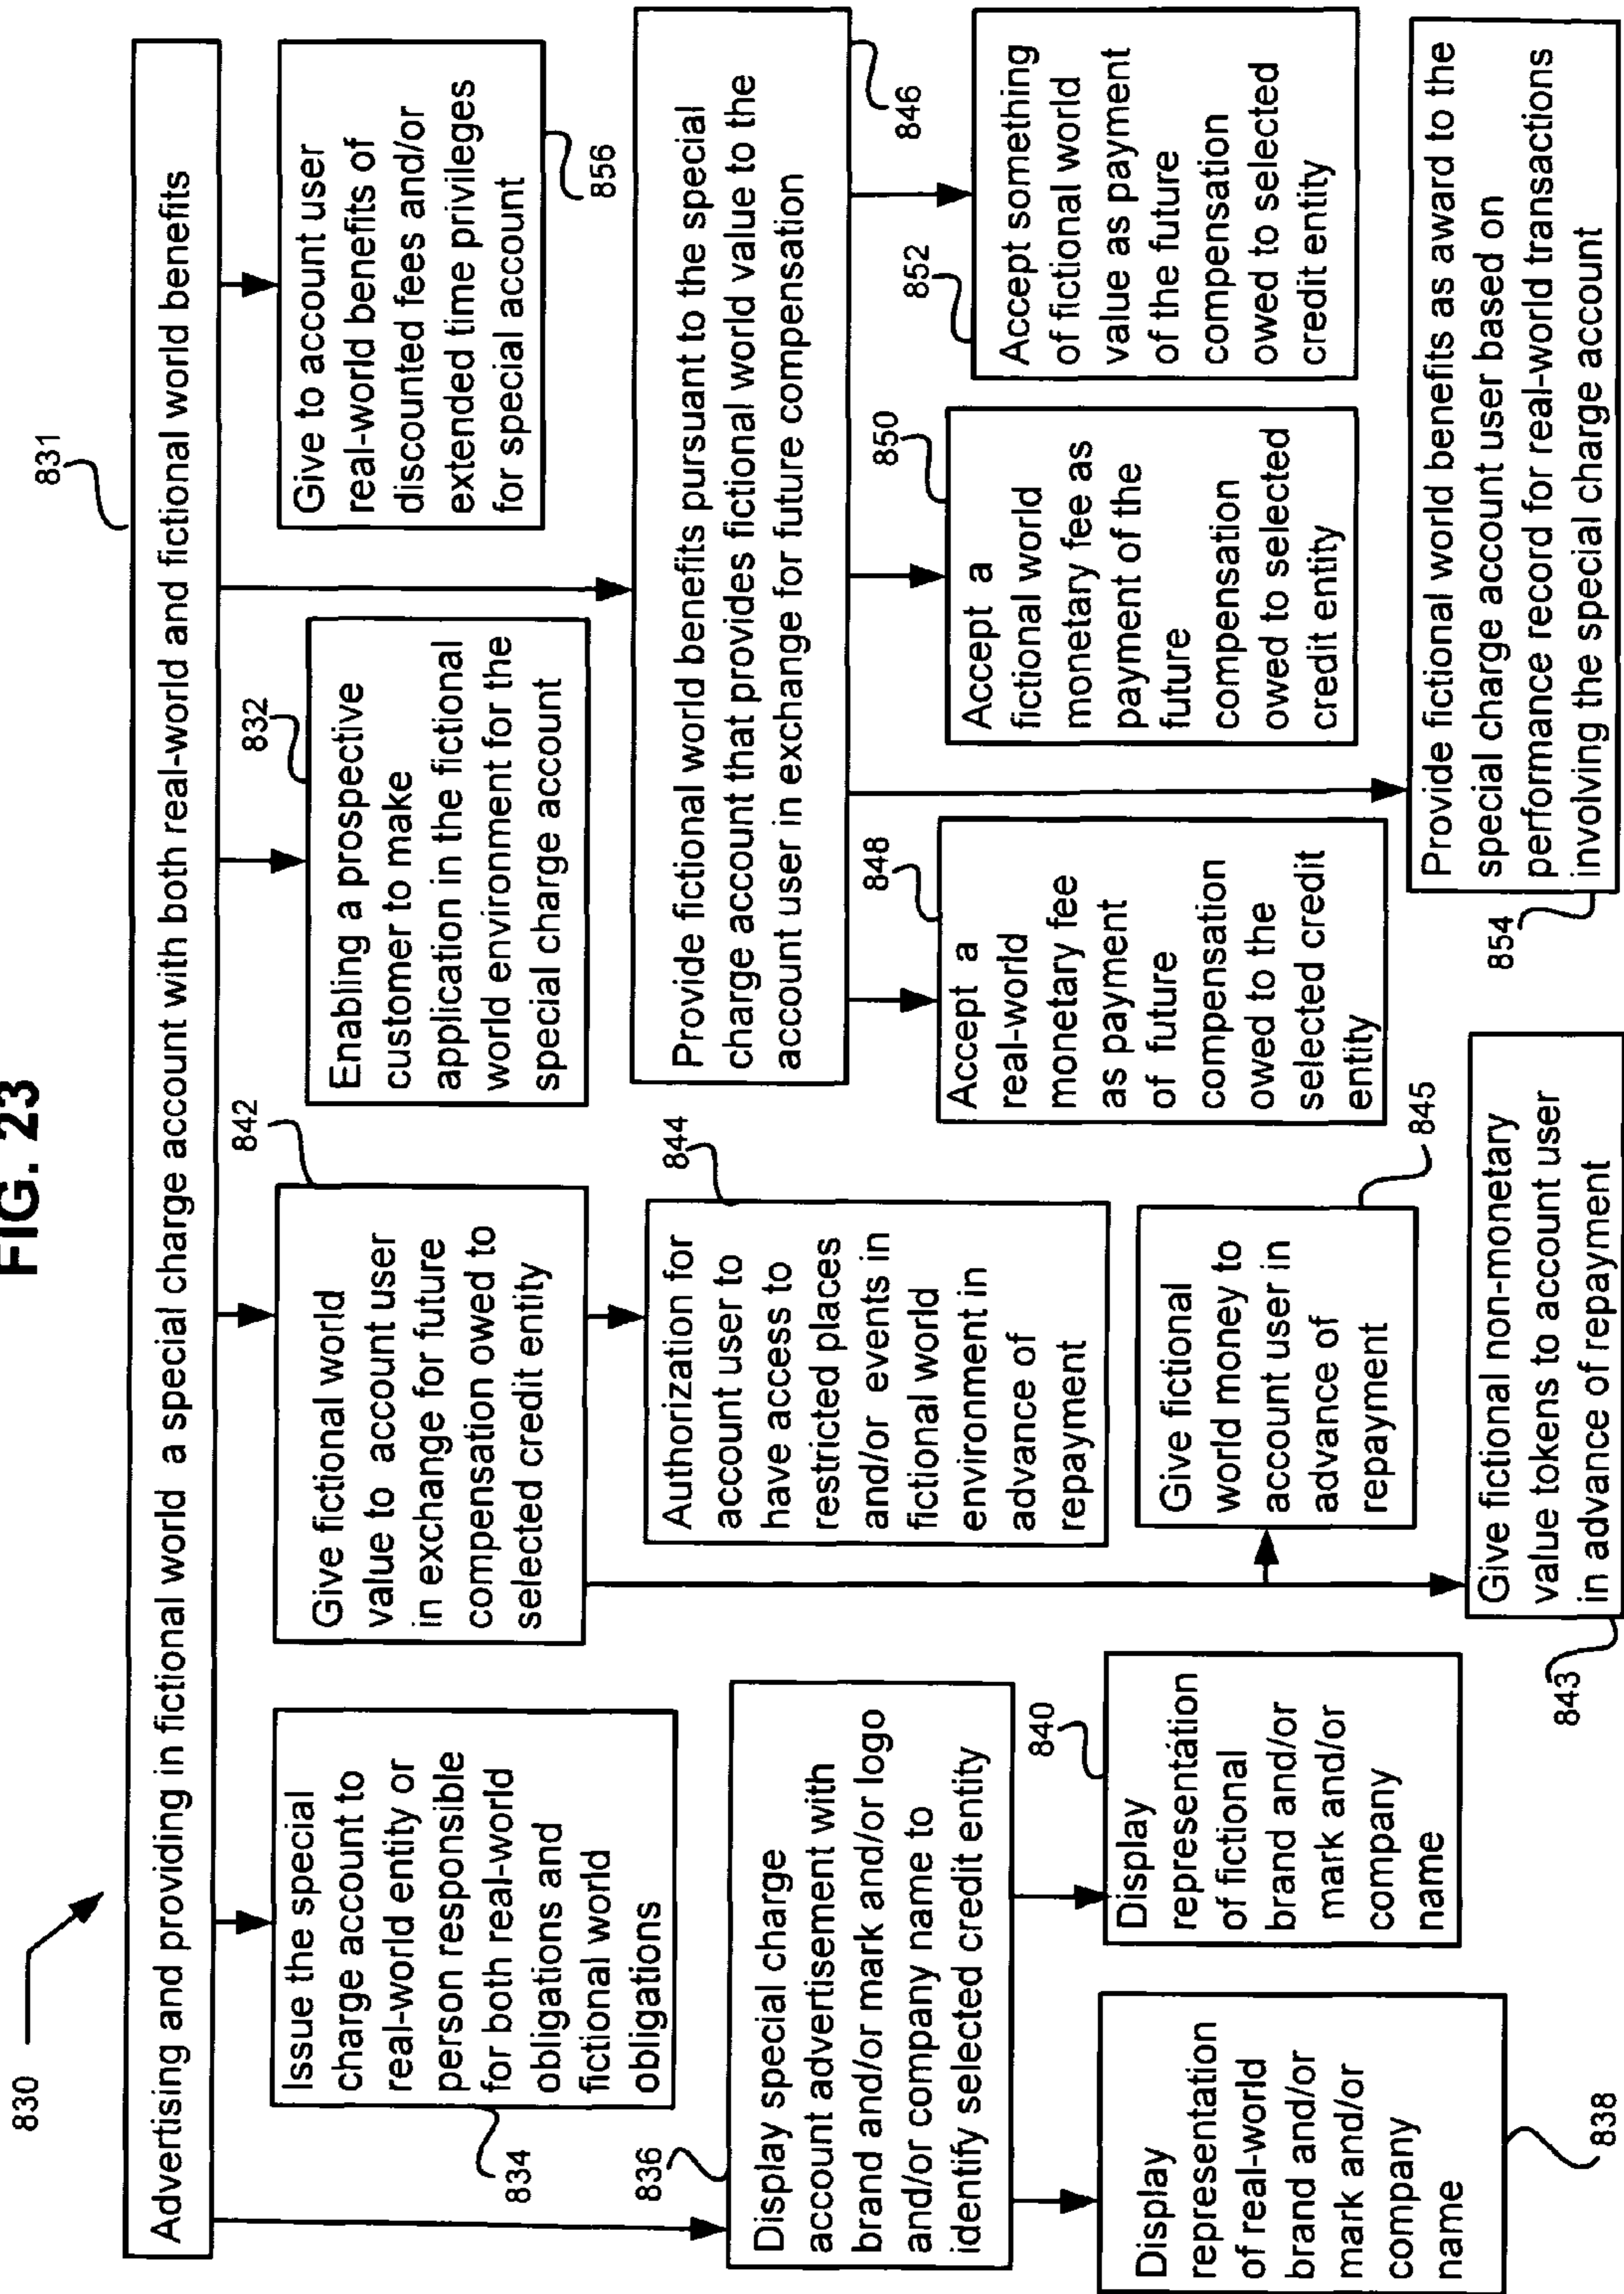 FIG. 23
830
831
Advertising and providing in fictional world a special charge account with both real-world and fictional world benefits
Issue the special
charge account to
real-world entity or
person responsible
for both real-world
obligations and
fictional world
obligations
834
Give fictional world
value to account user
in exchange for future
compensation owed to
selected credit entity
842
Enabling a prospective
customer to make
application in the fictional
world environment for the
special charge account
832
Give to account user
real-world benefits of
discounted fees and/or
extended time privileges
for special account
856
836
Display special charge
account advertisement with
brand and/or mark and/or logo
and/or company name to
identify selected credit entity
844
Authorization for
account user to
have access to
restricted places
and/or events in
fictional world
environment in
advance of
repayment
Provide fictional world benefits pursuant to the special
charge account that provides fictional world value to the
account user in exchange for future compensation
846
Display
representation
of real-world
brand and/or
mark and/or
company
name
838
840
Display
representation
of fictional
brand and/or
mark and/or
company
name
Give fictional
world money to
account user in
advance of
repayment
845
848
Accept a
real-world
monetary fee
as payment
of future
compensation
owed to the
selected credit
entity
850
Accept a
fictional world
monetary fee as
payment of the
future
compensation
owed to selected
credit entity
852
Accept something
of fictional world
value as payment
of the future
compensation
owed to selected
credit entity
843
Give fictional non-monetary
value tokens to account user
in advance of repayment
854
Provide fictional world benefits as award to the
special charge account user based on
performance record for real-world transactions
involving the special charge account